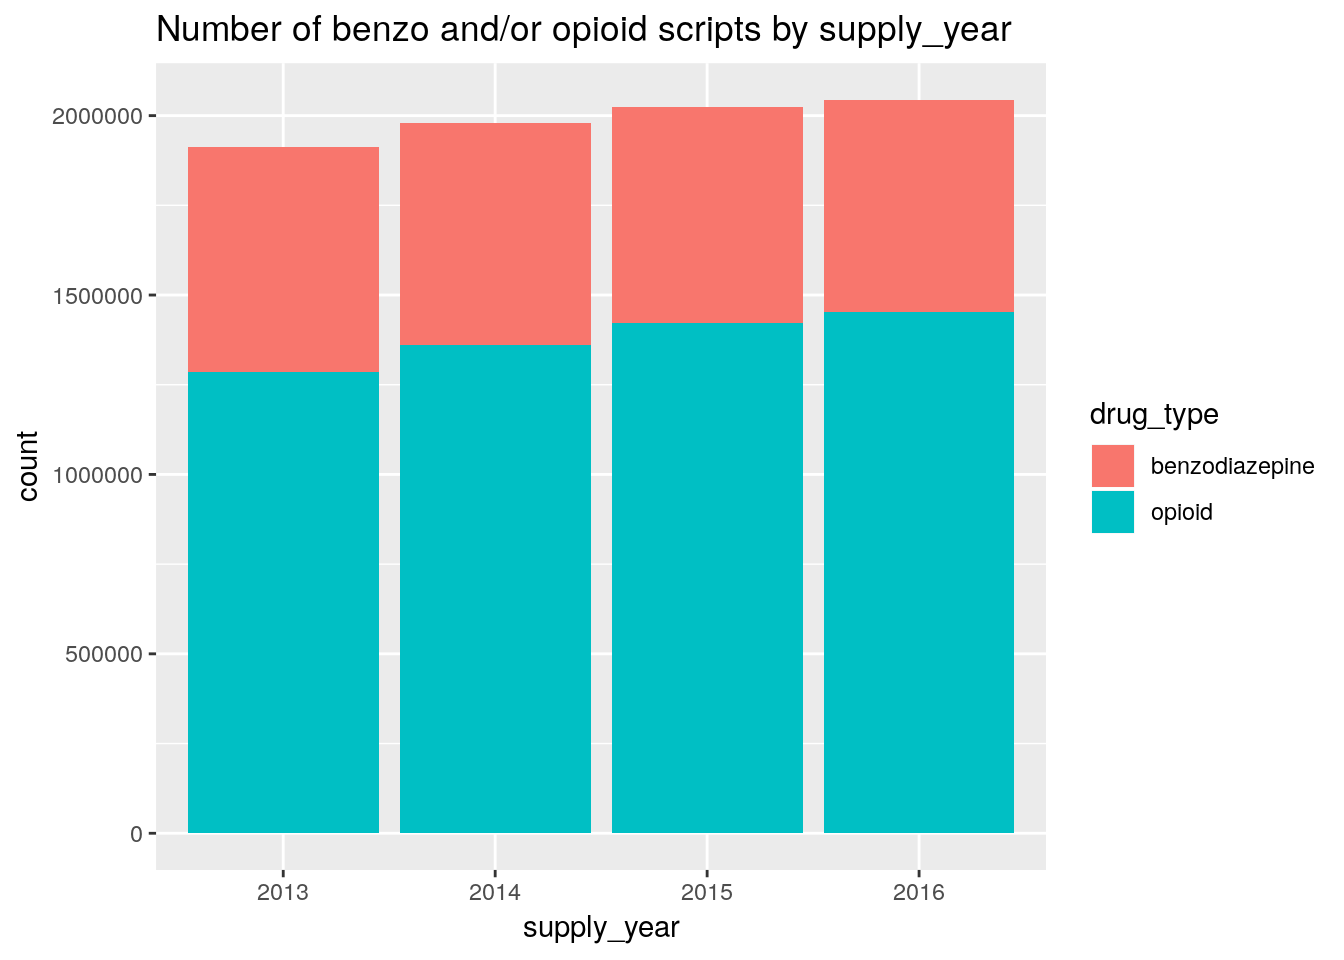 Number of benzo and/or opioid scripts by supply_year
2000000
1500000
1000000
500000
0
count
2013 2014 2015 2016
supply_year
drug_type
benzodiazepine
opioid